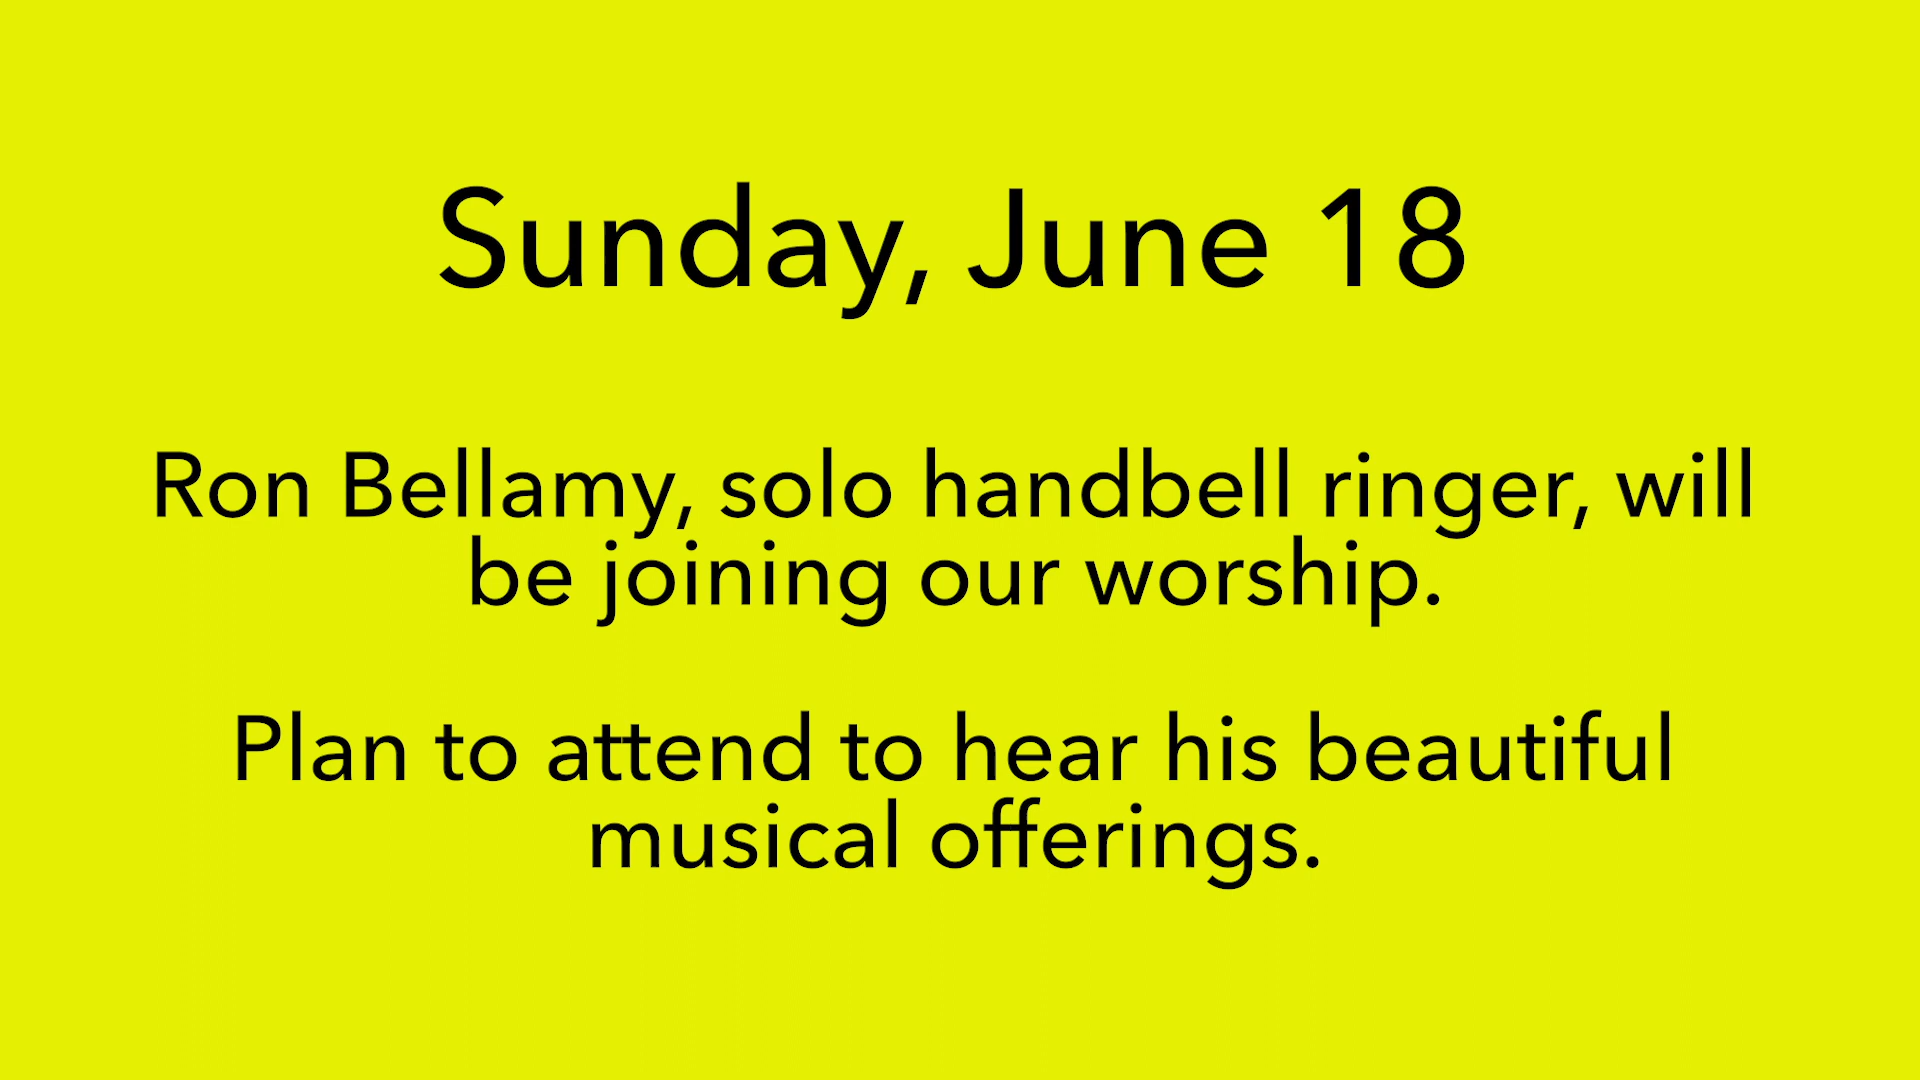 Sunday, June 18
Ron Bellamy, solo handbell ringer, will
be joining our worship.
Plan to attend to hear his beautiful
musical offerings.